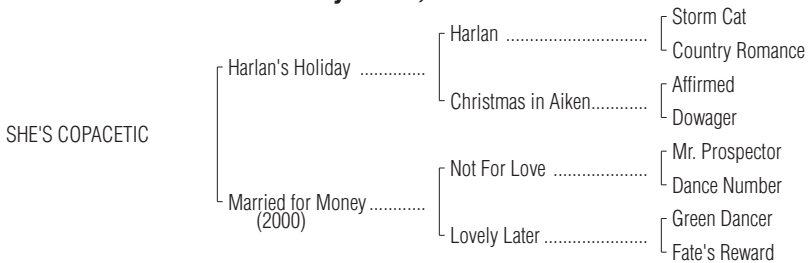 Storm Cat
Harlan ..............................
Country Romance
Harlan's Holiday ..............
Affirmed
Christmas in Aiken............
Dowager
SHE'S COPACETIC
Mr. Prospector
Not For Love ....................
Dance Number
Married for Money ............
(2000)
Green Dancer
Lovely Later ......................
Fate's Reward